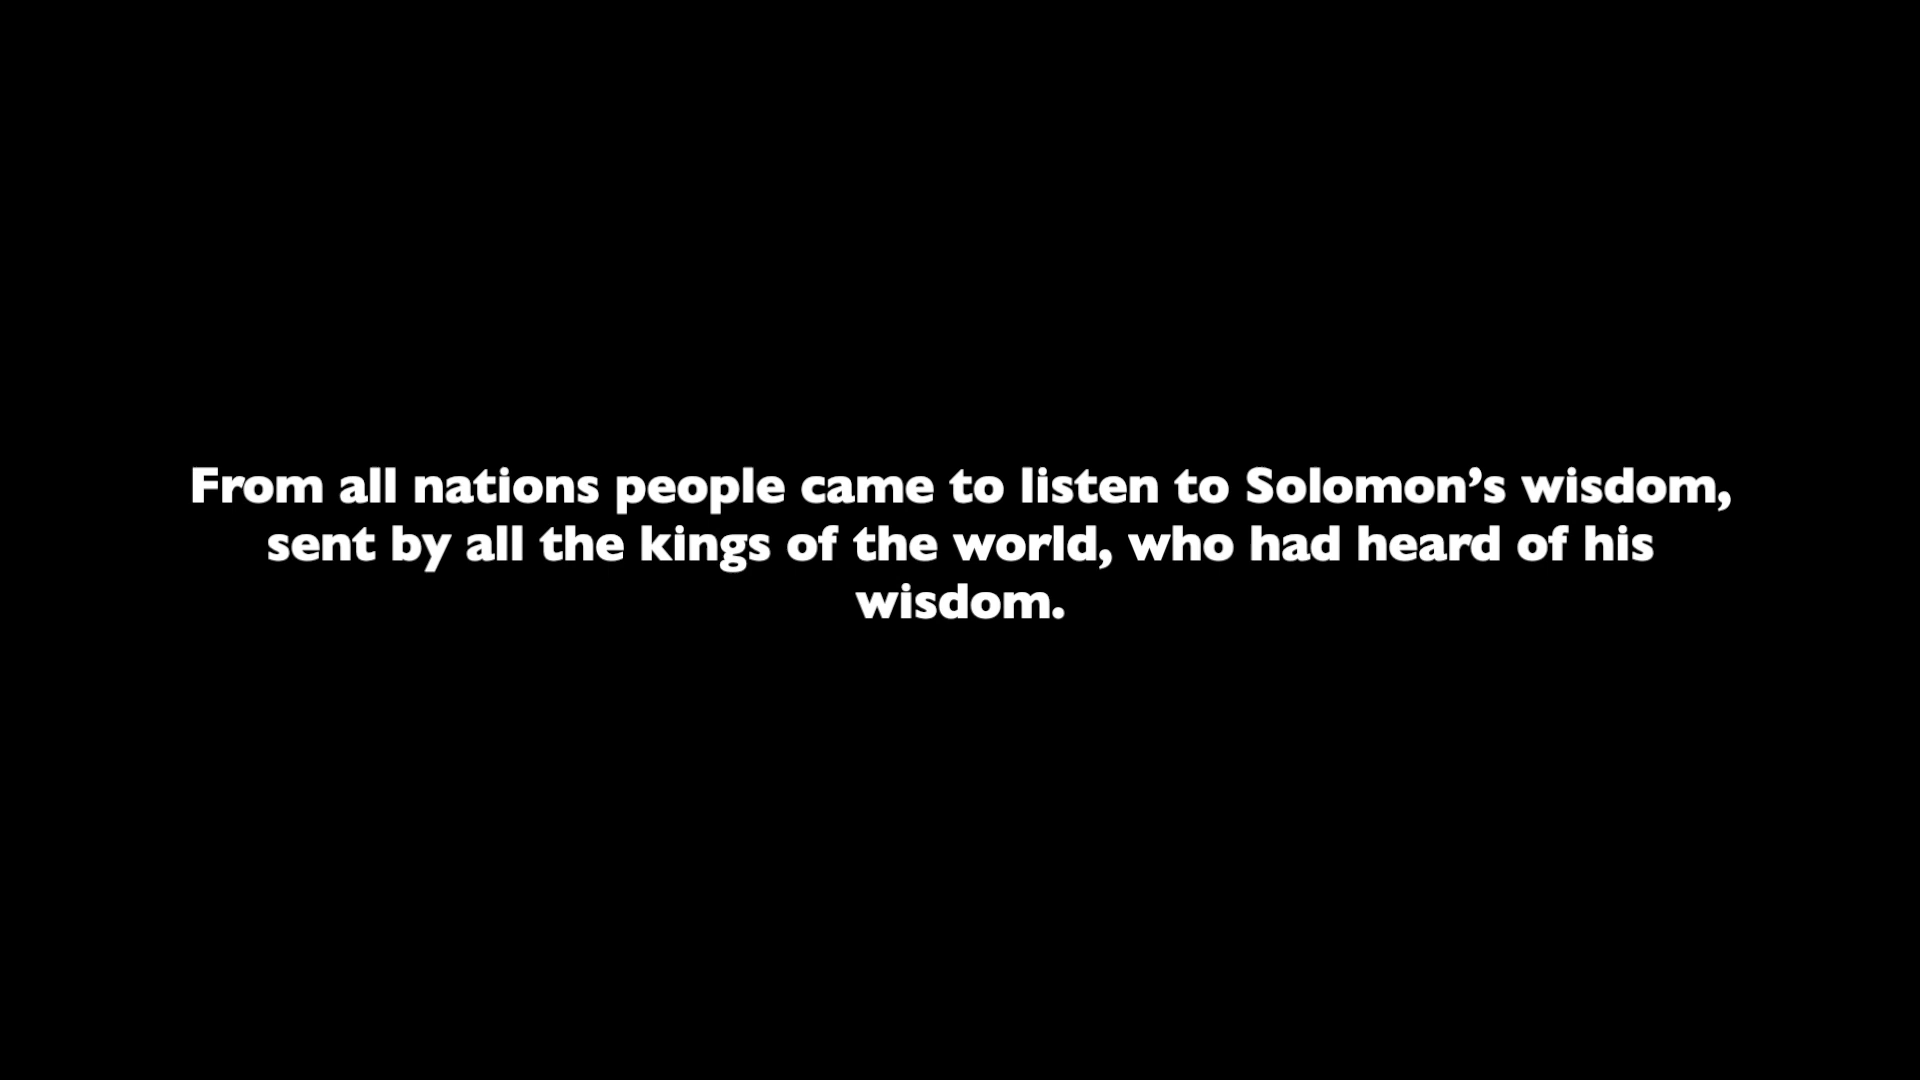 From all nations people came to listen to Solomon’s wisdom,
sent by all the kings of the world, who had heard of his
wisdom.